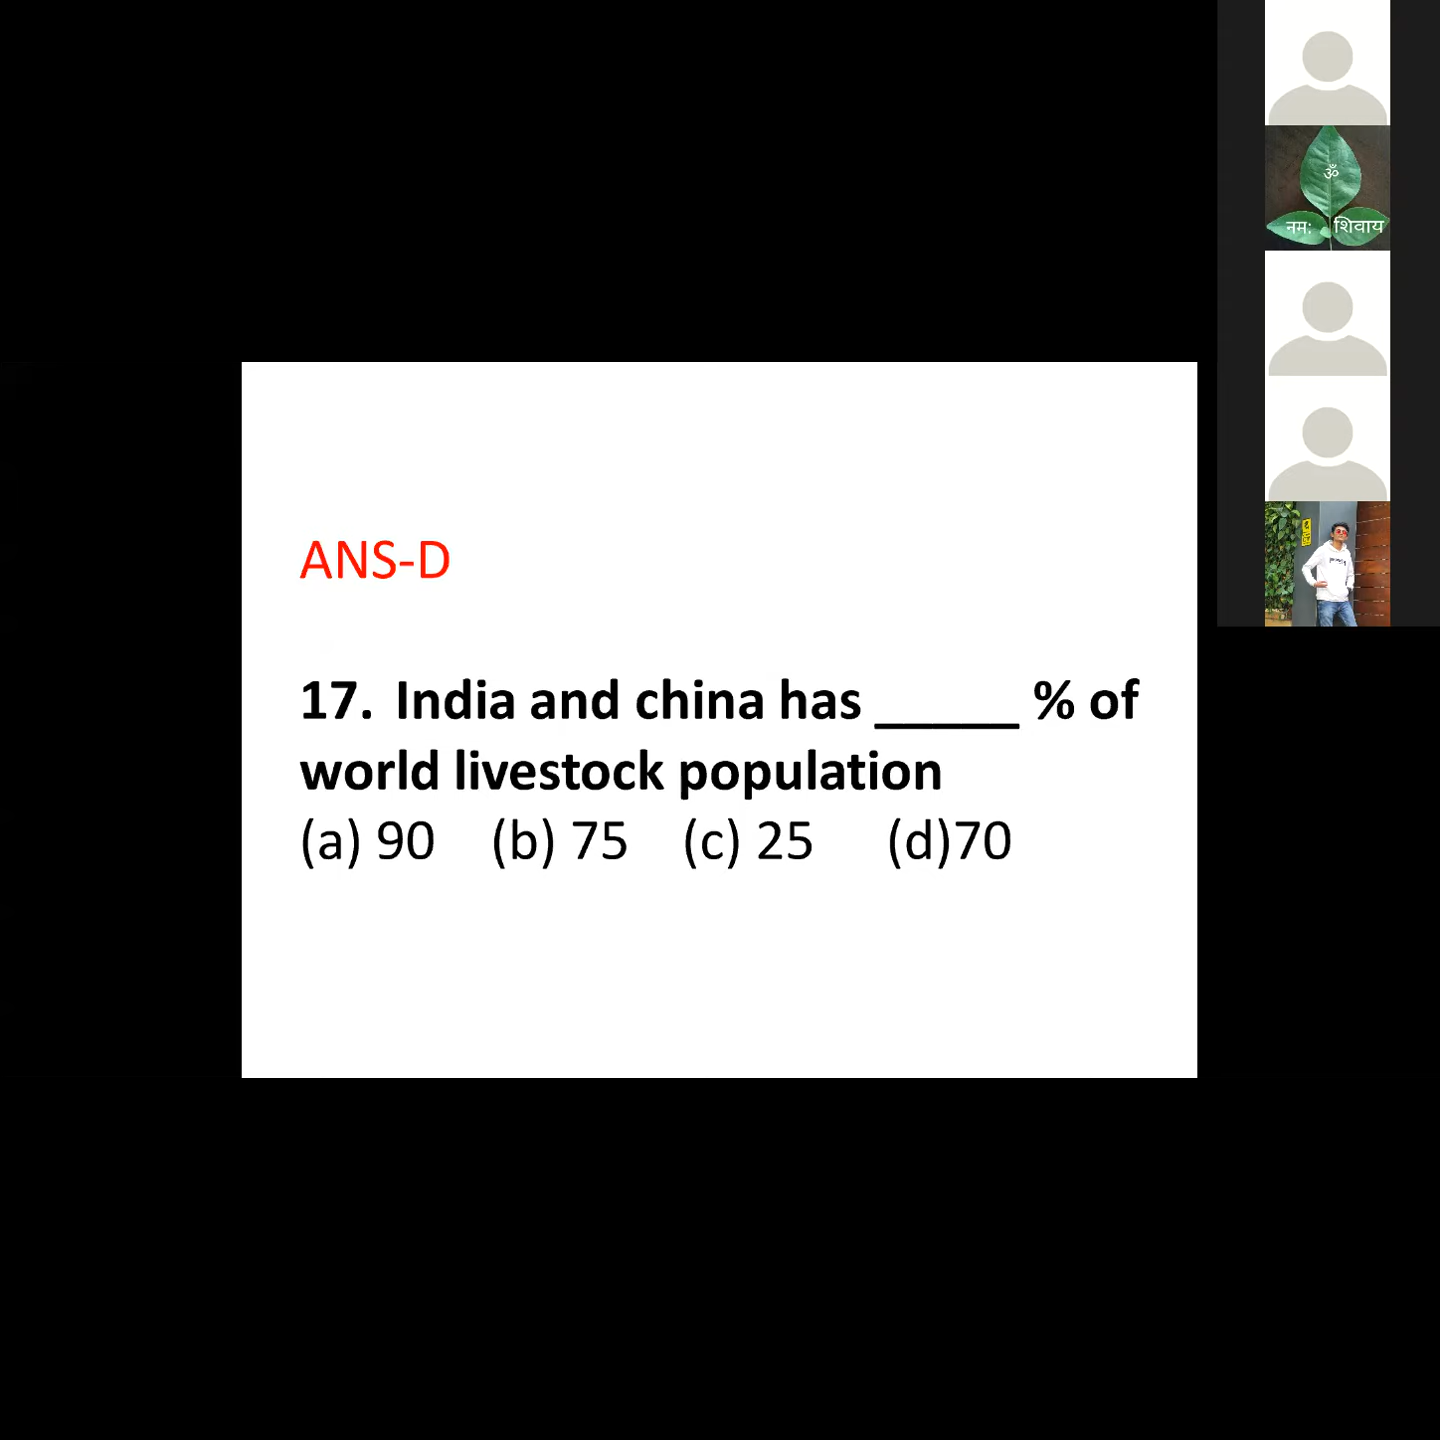 ॐ
नम: शिवाय
ANS-D
17. India and china has _____ % of
world livestock population
(a) 90 (b) 75 (c) 25 (d)70